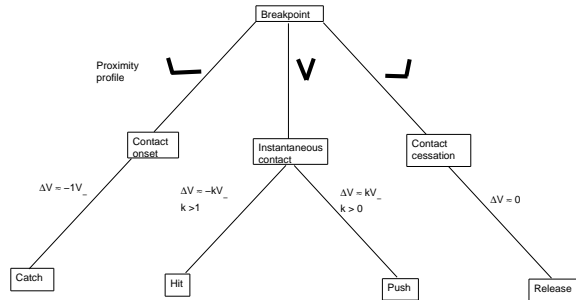 Breakpoint
Proximity
profile
Contact
onset
Instantaneous
contact
Contact
cessation
ΔV ≈ −1V_
ΔV ≈ −kV_
k >1
ΔV ≈ kV_
k > 0
ΔV ≈ 0
Catch
Hit
Push
Release